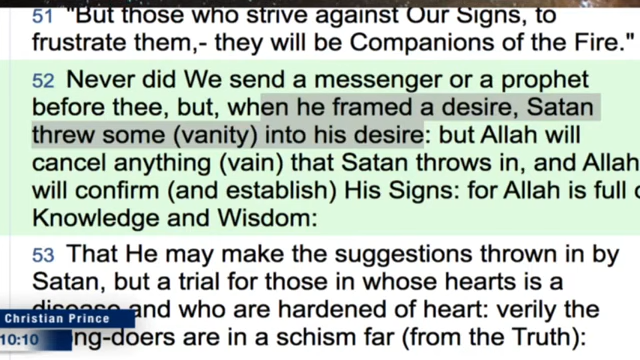 51 "But those who strive against Our Signs, to
frustrate them,- they will be Companions of the Fire."
52 Never did We send a messenger or a prophet
before thee, but, when he framed a desire, Satan
threw some (vanity) into his desire: but Allah will
cancel anything (vain) that Satan throws in, and Allah
will confirm (and establish) His Signs: for Allah is full
Knowledge and Wisdom:
53 That He may make the suggestions thrown in by
Satan, but a trial for those in whose hearts is a
and who are hardened of heart: verily the
Christian Prince
10:10
ng-doers are in a schism far (from the Truth):